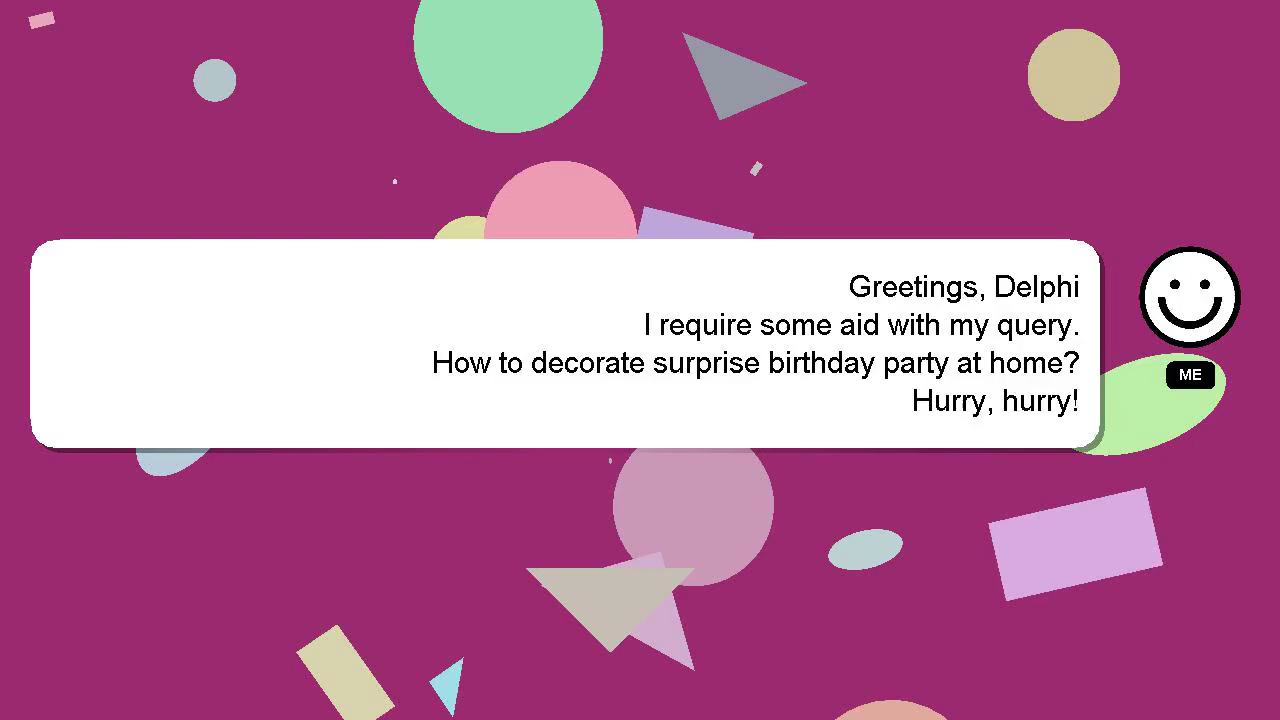 Greetings, Delphi
I require some aid with my query.
How to decorate surprise birthday party at home?
Hurry, hurry!
ME